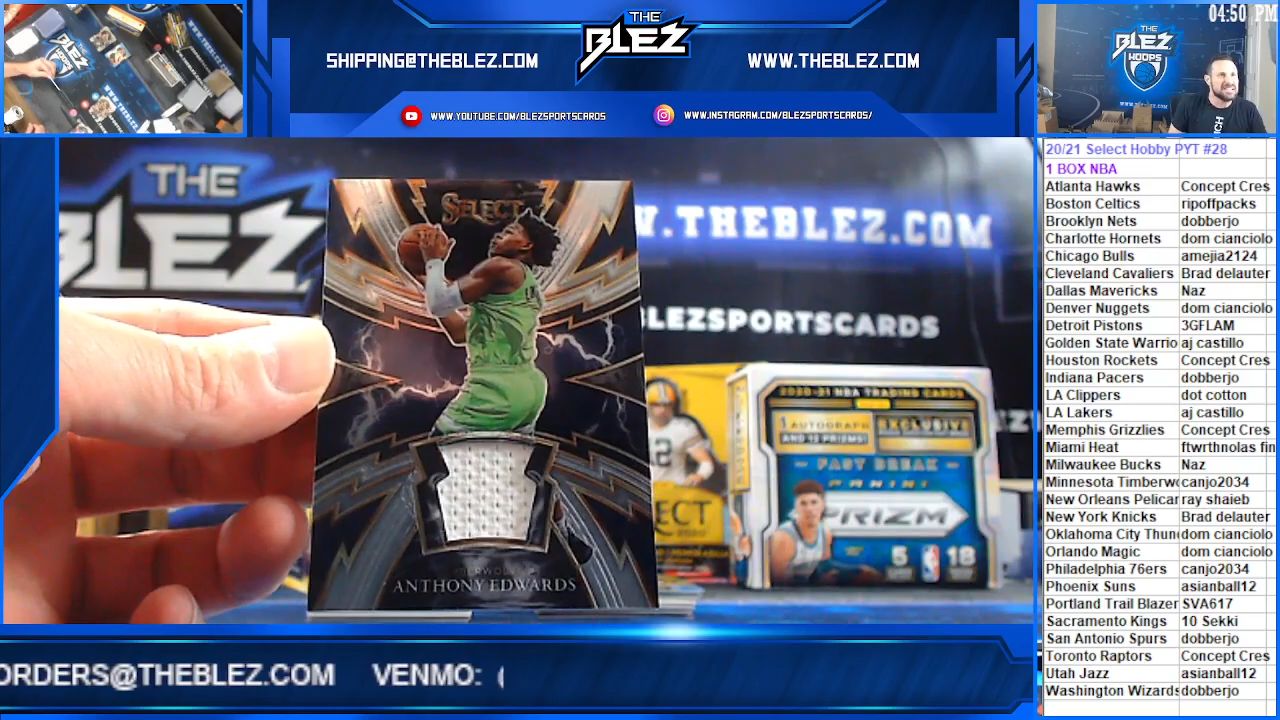 THE
BLEZ
SHIPPING@THEBLEZ.COM
WWW.THEBLEZ.COM
WWW.YOUTUBE.COM/BLEZSPORTSCARDS
WWW.INSTAGRAM.COM/BLEZSPORTSCARDS/
04:50 PM
THE
BLEZ
HOOPS
20/21 Select Hobby PYT #28
1 BOX NBA
Atlanta Hawks Concept Cres
Boston Celtics ripoffpacks
Brooklyn Nets dobberjo
Charlotte Hornets dom cianciolo
Chicago Bulls amejia2124
Cleveland Cavaliers Brad delauter
Dallas Mavericks Naz
Denver Nuggets dom cianciolo
Detroit Pistons 3GFLAM
Golden State Warrio aj castillo
Houston Rockets Concept Cres
Indiana Pacers dobberjo
LA Clippers dot cotton
LA Lakers aj castillo
Memphis Grizzlies Concept Cres
Miami Heat ftwrthnolas fin
Milwaukee Bucks Naz
Minnesota Timberwo canjo2034
New Orleans Pelicar ray shaieb
New York Knicks Brad delauter
Oklahoma City Thun dom cianciolo
Orlando Magic dom cianciolo
Philadelphia 76ers canjo2034
Phoenix Suns asianball12
Portland Trail Blazer SVA617
Sacramento Kings 10 Sekki
San Antonio Spurs dobberjo
Toronto Raptors Concept Cres
Utah Jazz asianball12
Washington Wizards dobberjo
THE
BLEZ
W.THEBLEZ.COM
BLEZSPORTSCARDS
SELECT
ANTHONY EDWARDS
2020-21 NBA TRADING CARDS
1 AUTOGRAPH
AND 12 PRIZMS!
EXCLUSIVE
FAST BREAK
PANINI
PRIZM
5
18
ORDERS@THEBLEZ.COM VENMO: (